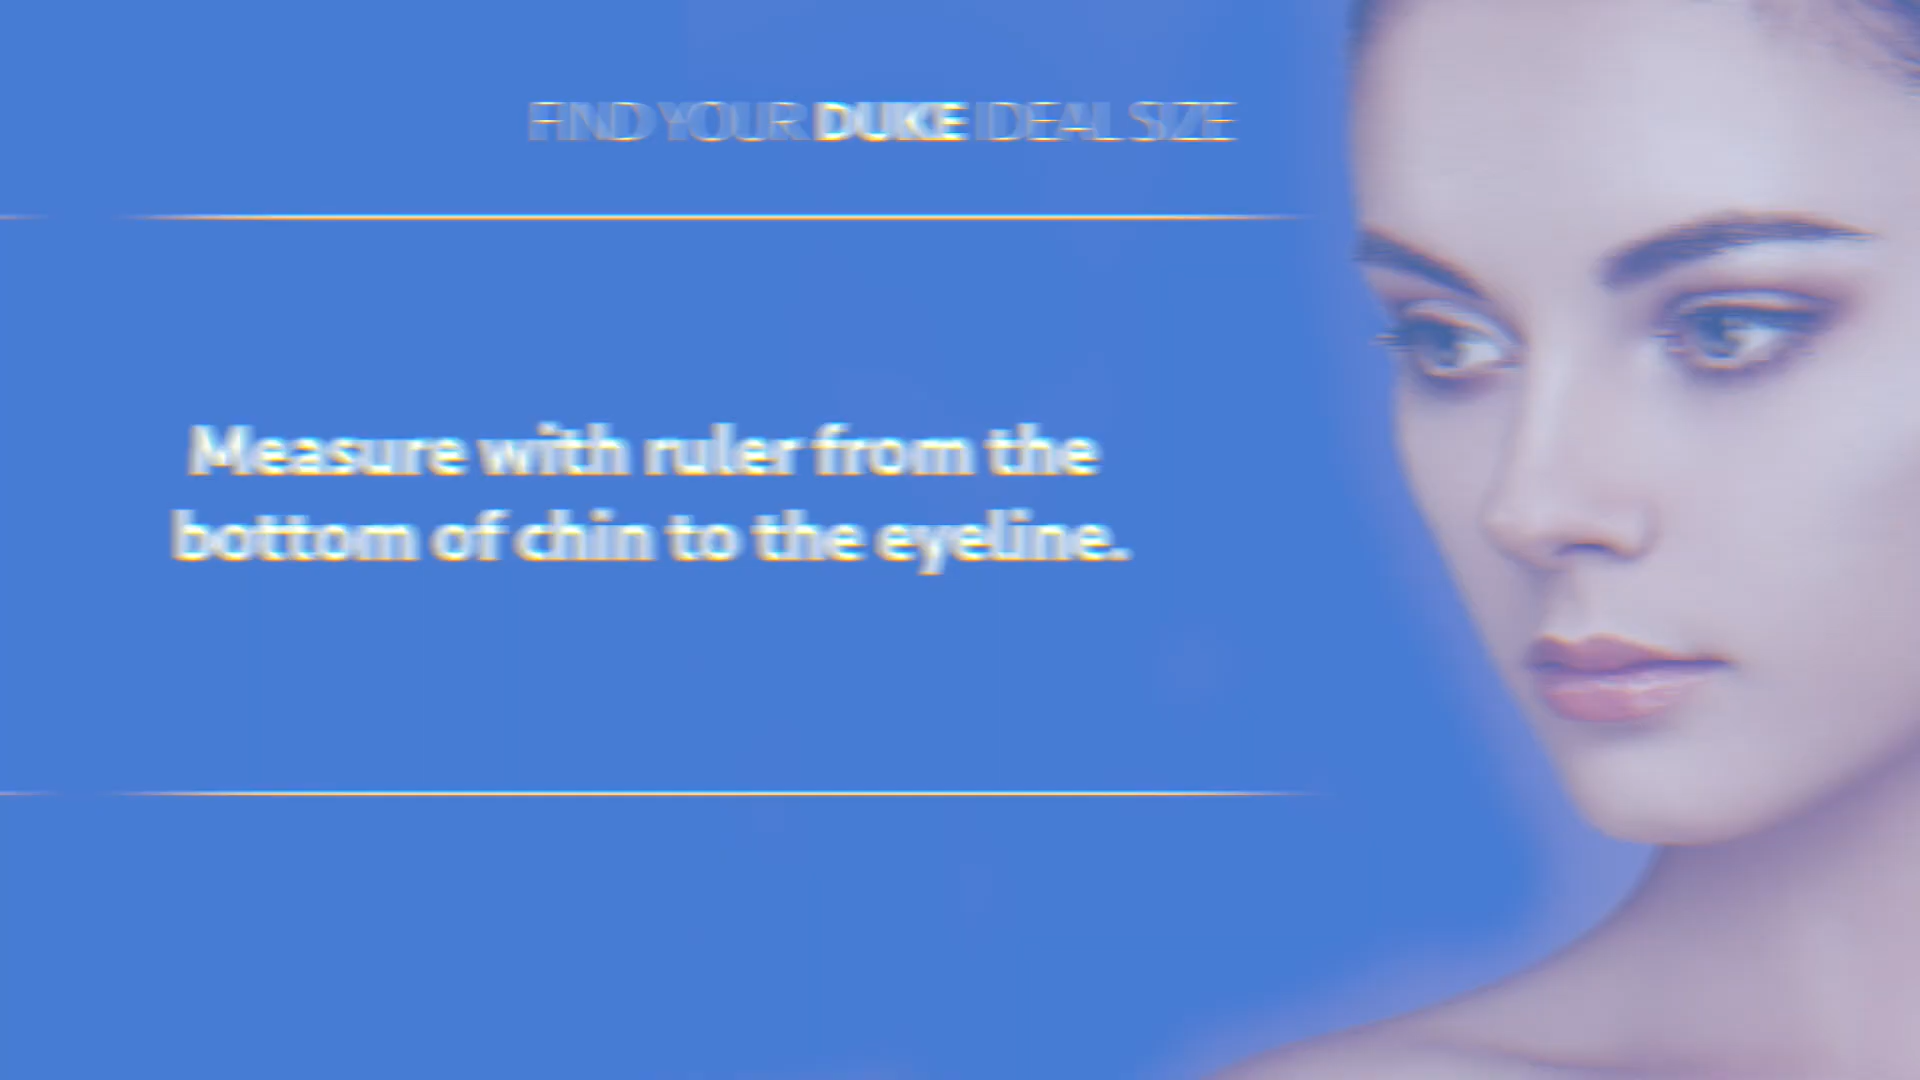 FIND YOUR DUKE IDEAL SIZE
Measure with ruler from the
bottom of chin to the eyeline.